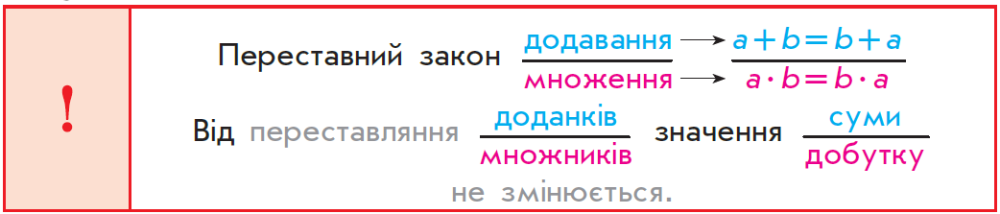 !
Переставний закон додавання → a + b = b + a
множення → a · b = b · a
Від переставляння доданків значення суми
множників добутку
не змінюється.